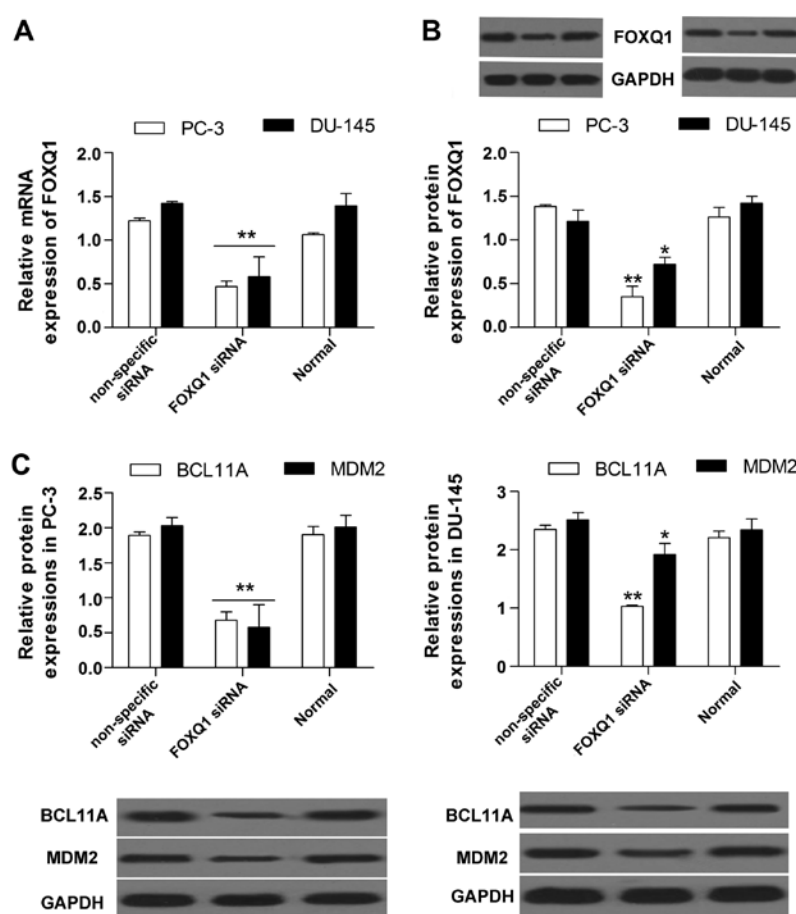 A
PC-3 DU-145
Relative mRNA
expression of FOXQ1
2.0
1.5
1.0
0.5
0.0
**
non-specific
siRNA
FOXQ1 siRNA
Normal
B
FOXQ1
GAPDH
PC-3 DU-145
Relative protein
expression of FOXQ1
2.0
1.5
1.0
0.5
0.0
**
*
non-specific
siRNA
FOXQ1 siRNA
Normal
C
BCL11A MDM2
Relative protein
expressions in PC-3
2.5
2.0
1.5
1.0
0.5
0.0
**
non-specific
siRNA
FOXQ1 siRNA
Normal
BCL11A MDM2
Relative protein
expressions in DU-145
3
2
1
0
**
*
non-specific
siRNA
FOXQ1 siRNA
Normal
BCL11A
MDM2
GAPDH
BCL11A
MDM2
GAPDH